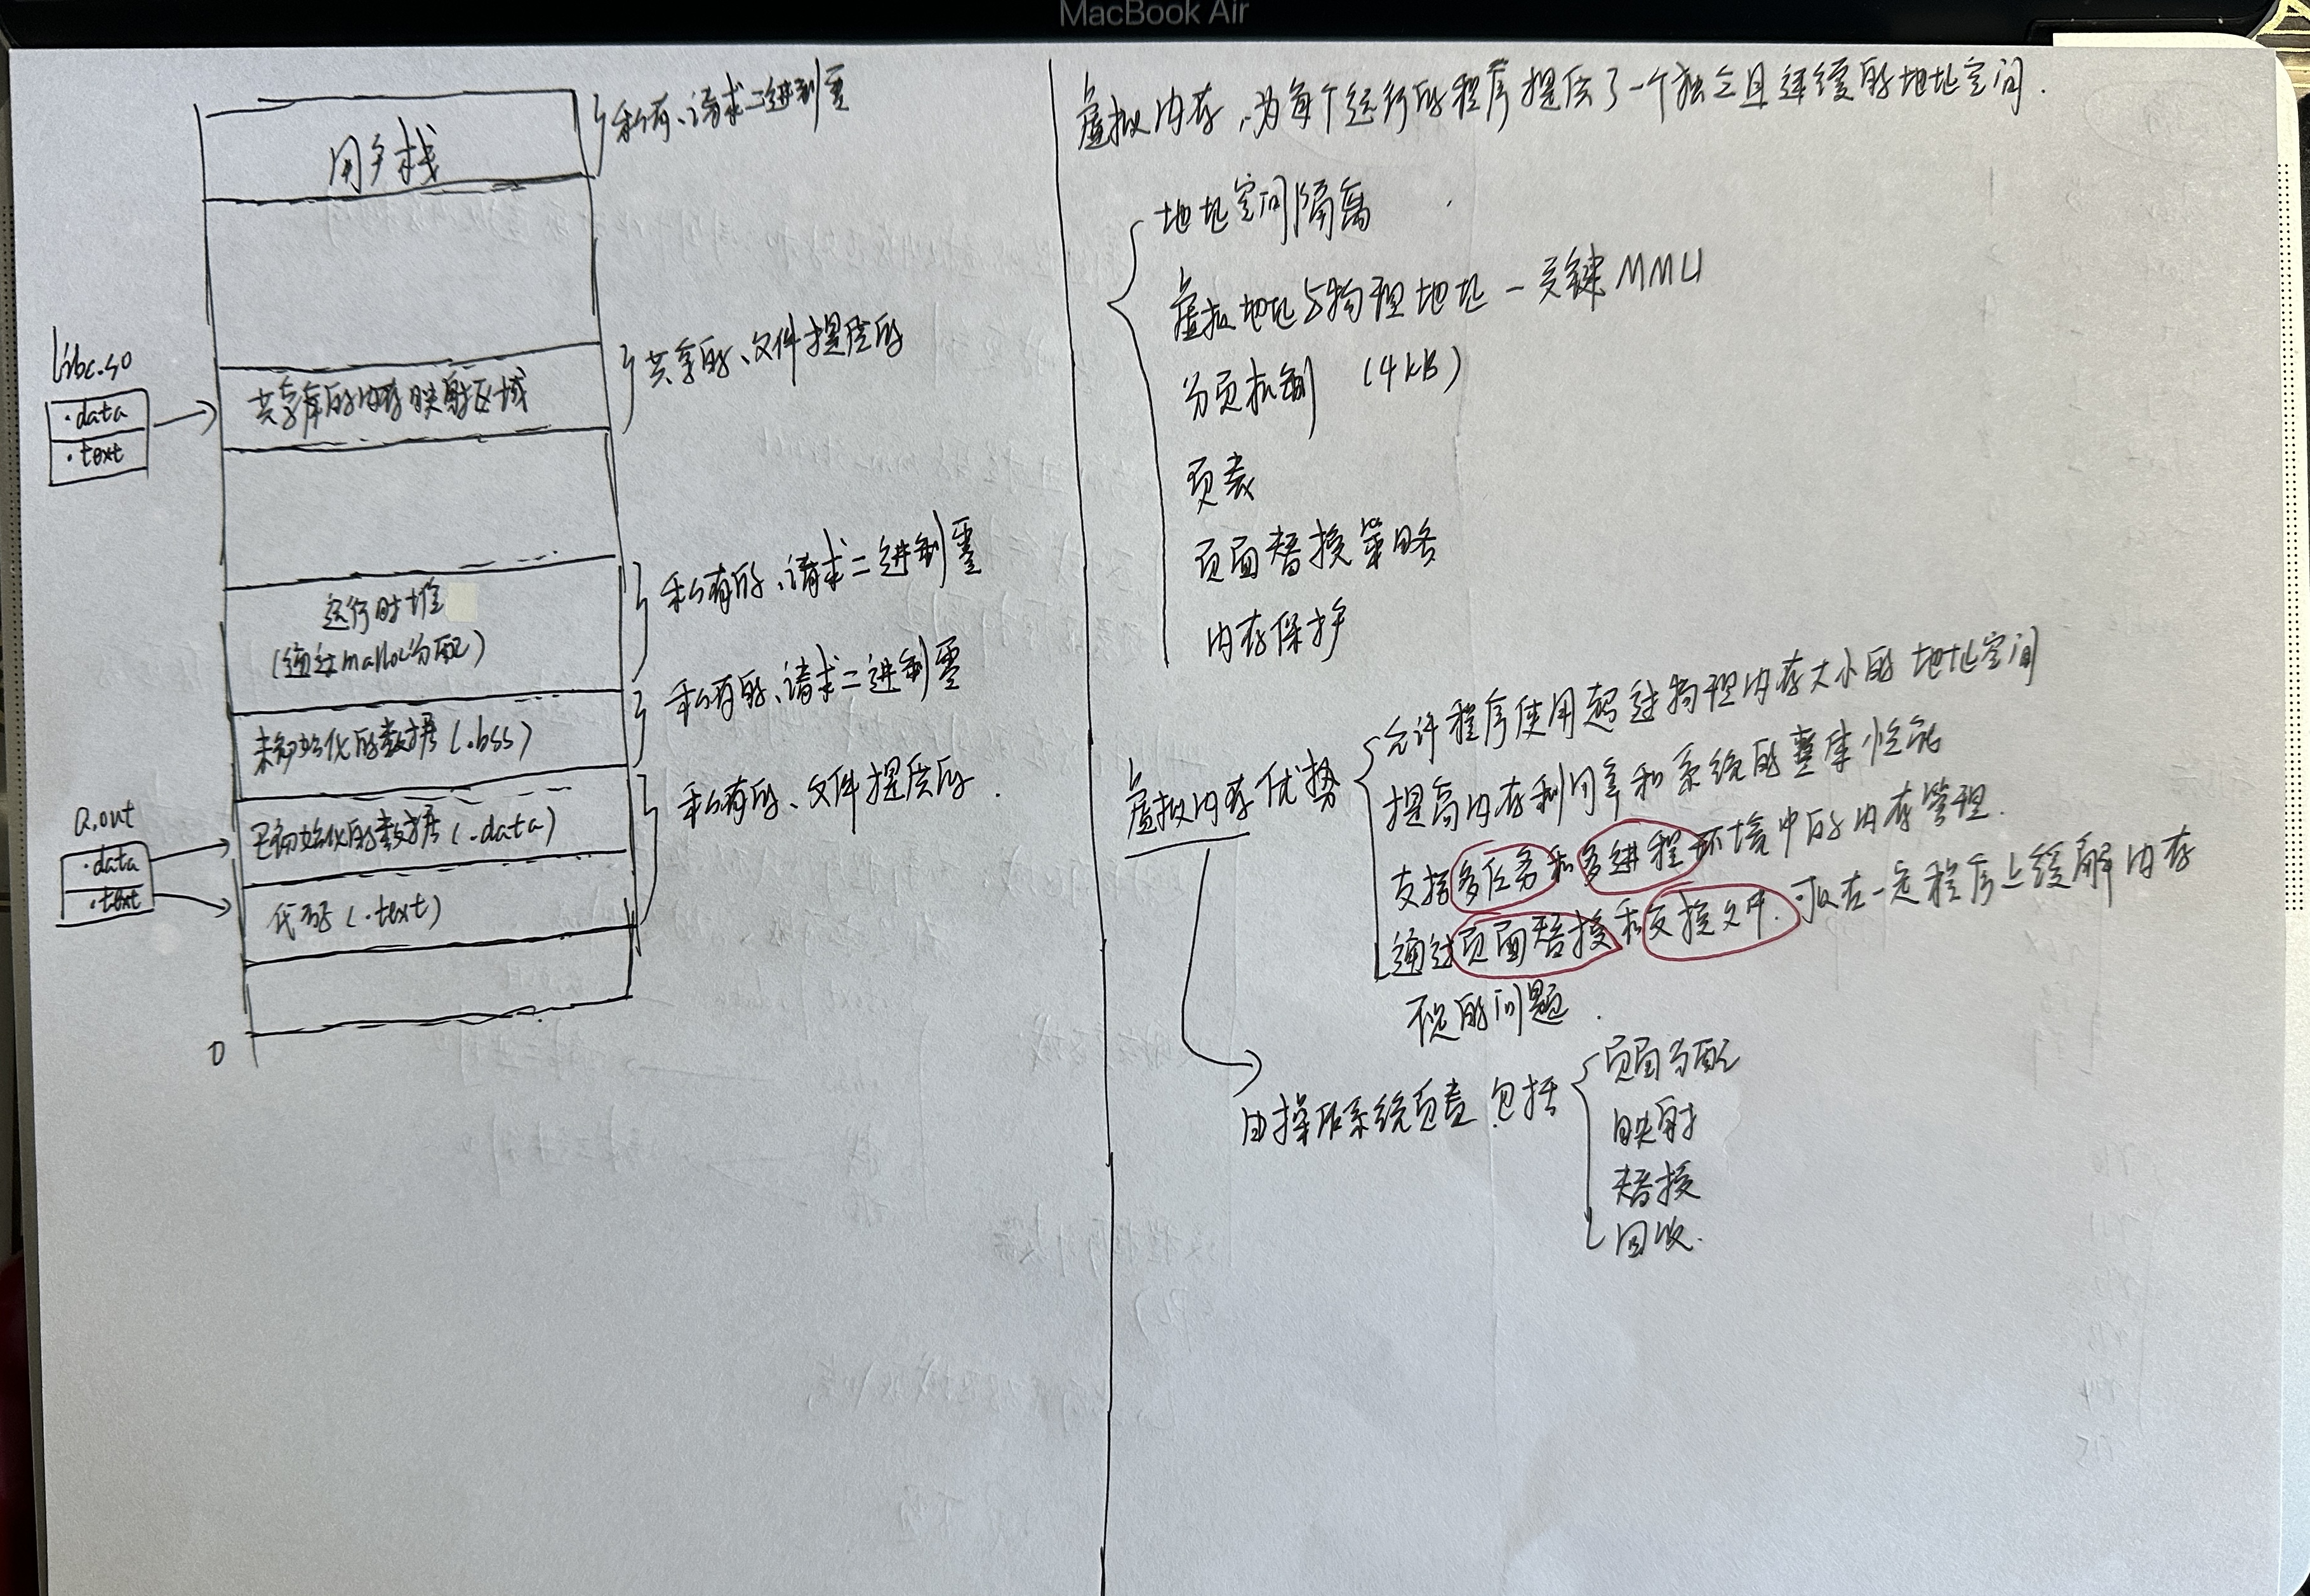 MacBook Air
用户栈
私有、请求二进制零
libc.so
.data
.text
共享库的内存映射区域
共享的、文件提供的
运行时堆
(通过malloc分配)
私有的、请求二进制零
未初始化的数据(.bss)
私有的、请求二进制零
a.out
.data
.text
已初始化的数据(.data)
代码(.text)
私有的、文件提供的.
0
虚拟内存,为每个运行的程序提供了一个独立且连续的地址空间.
地址空间隔离
虚拟地址与物理地址－关键MMU
分页机制 (4KB)
页表
页面替换策略
内存保护
虚拟内存优势
允许程序使用超过物理内存大小的地址空间
提高内存利用率和系统的整体性能
支持多任务和多进程环境中的内存管理.
通过页面替换和交换文件.可以在一定程序上缓解内存
不足的问题.
由操作系统负责.包括
页面分配
映射
替换
回收.